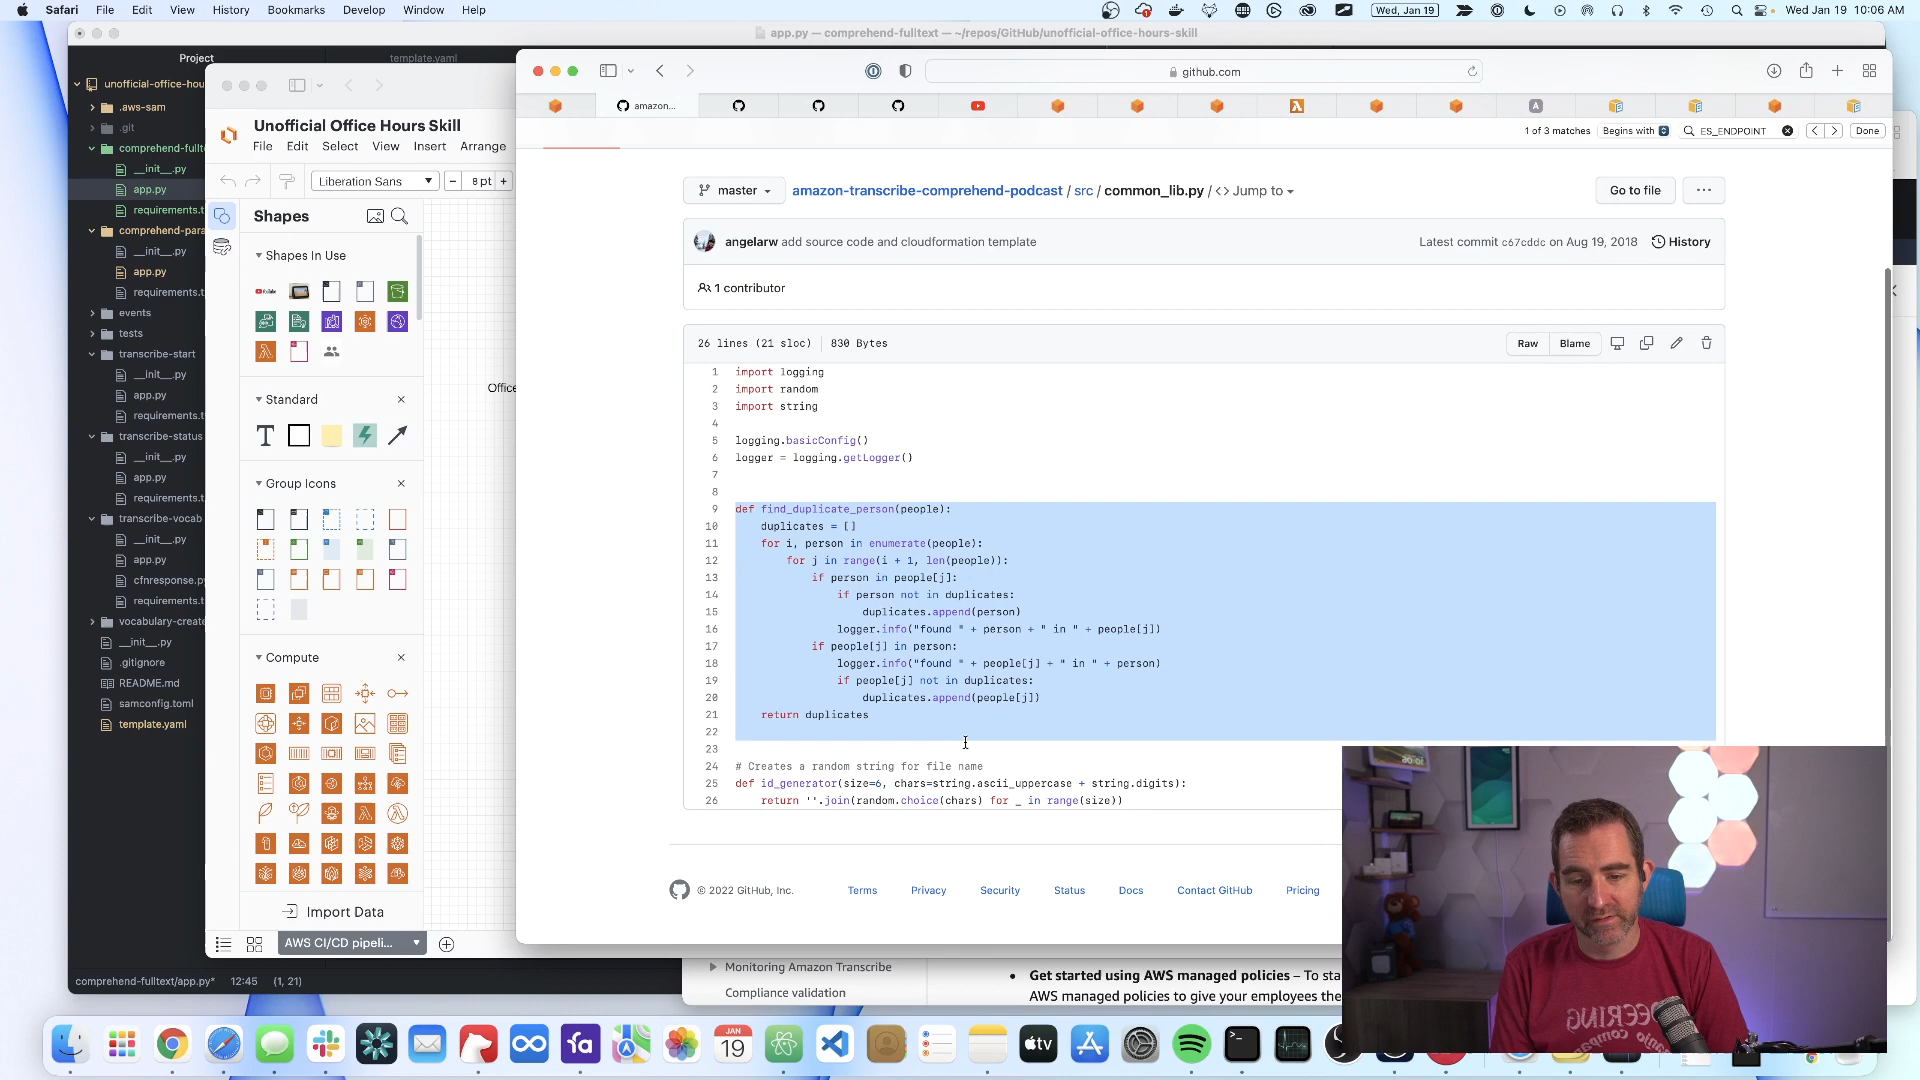 Safari File Edit View History Bookmarks Develop Window Help
Wed, Jan 19
Wed Jan 19 10:06 AM
app.py — comprehend-fulltext — ~/repos/GitHub/unofficial-office-hours-skill
Project
template.yaml
unofficial-office-hou
.aws-sam
.git
comprehend-fullt
__init__.py
app.py
requirements.t
comprehend-para
__init__.py
app.py
requirements.t
events
tests
transcribe-start
__init__.py
app.py
requirements.t
transcribe-status
__init__.py
app.py
requirements.t
transcribe-vocab
__init__.py
app.py
cfnresponse.py
requirements.t
vocabulary-create
__init__.py
.gitignore
README.md
samconfig.toml
template.yaml
comprehend-fulltext/app.py* 12:45 (1, 21)
Unofficial Office Hours Skill
File Edit Select View Insert Arrange
Liberation Sans
− 8 pt +
Shapes
Shapes In Use
YouTube
Standard
Group Icons
Compute
Import Data
AWS CI/CD pipeli...
Office
github.com
amazon...
1 of 3 matches Begins with ES_ENDPOINT Done
master
amazon-transcribe-comprehend-podcast / src / common_lib.py / <> Jump to
Go to file
...
angelarw add source code and cloudformation template
Latest commit c67cddc on Aug 19, 2018 History
1 contributor
26 lines (21 sloc) 830 Bytes
Raw Blame
1 import logging
2 import random
3 import string
4
5 logging.basicConfig()
6 logger = logging.getLogger()
7
8
9 def find_duplicate_person(people):
10 duplicates = []
11 for i, person in enumerate(people):
12 for j in range(i + 1, len(people)):
13 if person in people[j]:
14 if person not in duplicates:
15 duplicates.append(person)
16 logger.info("found " + person + " in " + people[j])
17 if people[j] in person:
18 logger.info("found " + people[j] + " in " + person)
19 if people[j] not in duplicates:
20 duplicates.append(people[j])
21 return duplicates
22
23
24 # Creates a random string for file name
25 def id_generator(size=6, chars=string.ascii_uppercase + string.digits):
26 return ''.join(random.choice(chars) for _ in range(size))
© 2022 GitHub, Inc. Terms Privacy Security Status Docs Contact GitHub Pricing
Monitoring Amazon Transcribe
Compliance validation
• Get started using AWS managed policies – To sta
AWS managed policies to give your employees the
JAN
19
fa
tv